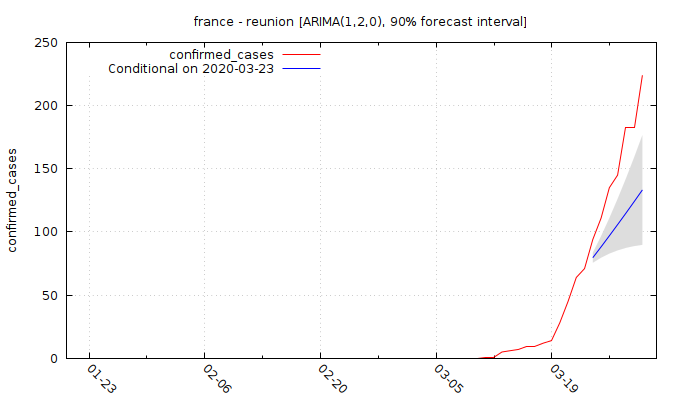 france - reunion [ARIMA(1,2,0), 90% forecast interval]
confirmed_cases
Conditional on 2020-03-23
confirmed_cases
250
200
150
100
50
0
01-23
02-06
02-20
03-05
03-19